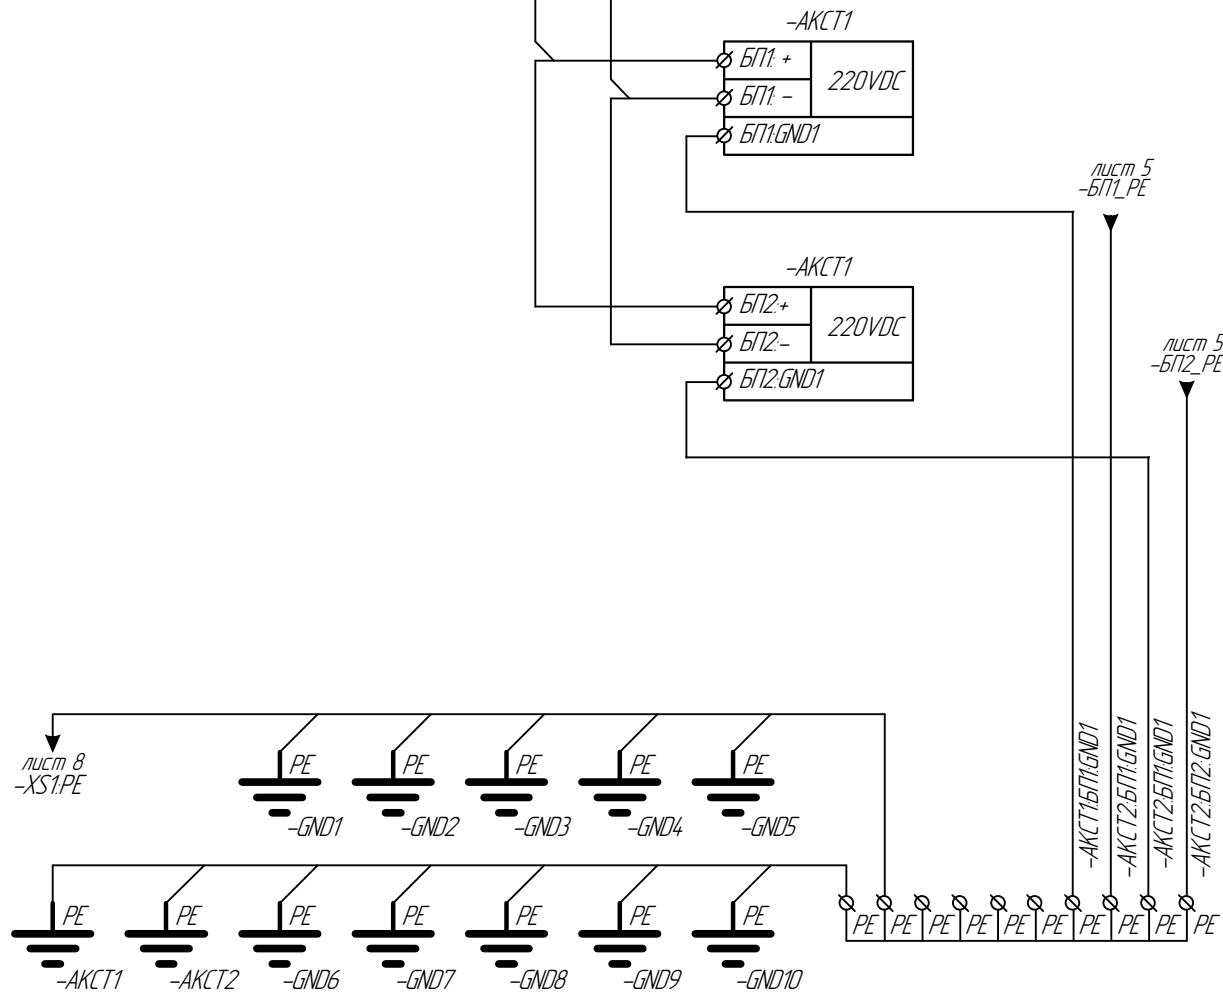 -АКСТ1
БП1: +
220VDC
БП1: -
БП1:GND1
лист 5
-БП1_PE
-АКСТ1
БП2:+
220VDC
БП2:-
БП2:GND1
лист 5
-БП2_PE
-АКСТ1:БП1:GND1
-АКСТ2:БП1:GND1
-АКСТ2:БП1:GND1
-АКСТ2:БП2:GND1
лист 8
-XS1:PE
PE PE PE PE PE
-GND1 -GND2 -GND3 -GND4 -GND5
PE PE PE PE PE PE PE
PE PE PE PE PE PE PE PE PE PE
-АКСТ1 -АКСТ2 -GND6 -GND7 -GND8 -GND9 -GND10